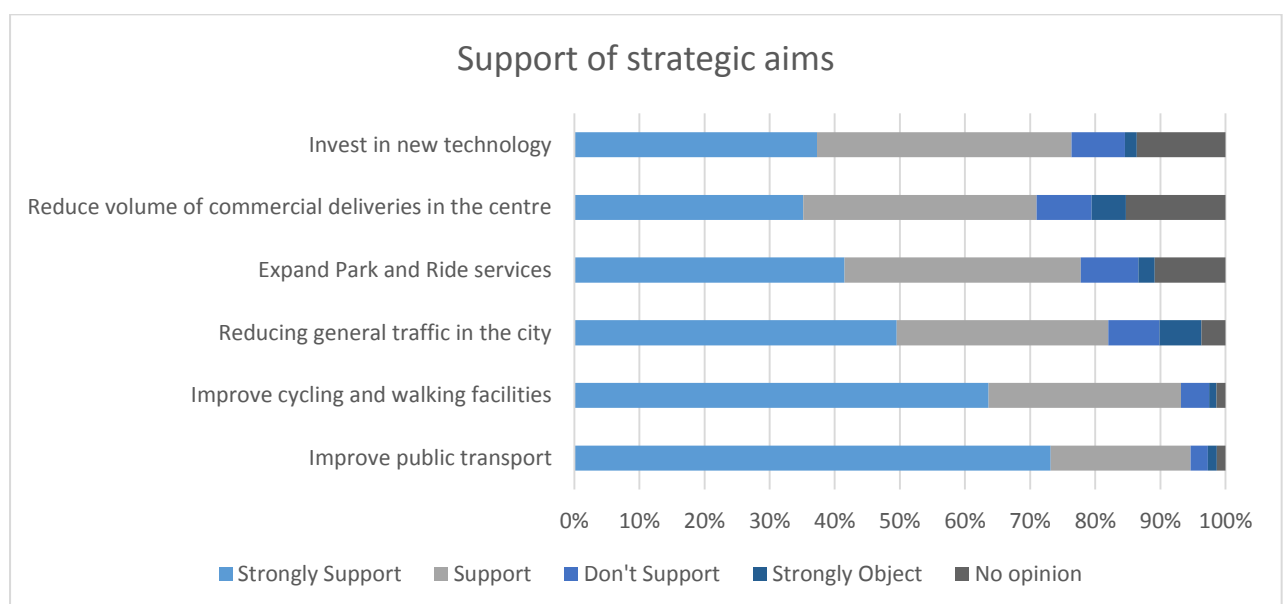 Support of strategic aims
Invest in new technology
Reduce volume of commercial deliveries in the centre
Expand Park and Ride services
Reducing general traffic in the city
Improve cycling and walking facilities
Improve public transport
0% 10% 20% 30% 40% 50% 60% 70% 80% 90% 100%
Strongly Support Support Don't Support Strongly Object No opinion